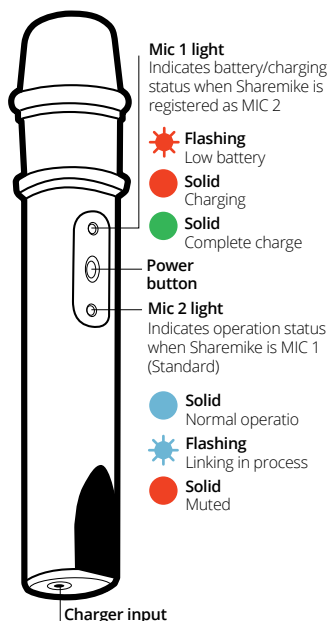 Mic 1 light
Indicates battery/charging
status when Sharemike is
registered as MIC 2
Flashing
Low battery
Solid
Charging
Solid
Complete charge
Power
button
Mic 2 light
Indicates operation status
when Sharemike is MIC 1
(Standard)
Solid
Normal operatio
Flashing
Linking in process
Solid
Muted
Charger input